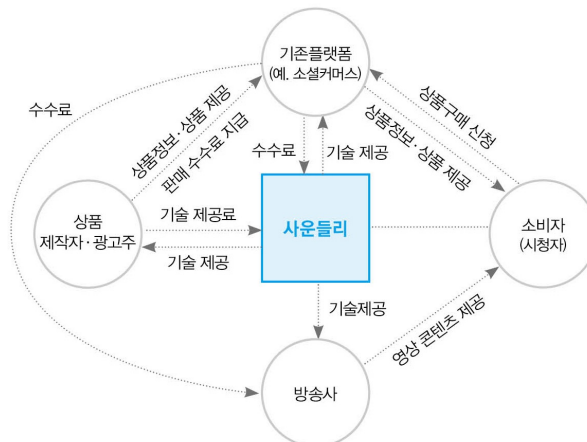 기존플랫폼
(예. 소셜커머스)
수수료
상품정보·상품 제공
판매 수수료 지급
수수료
기술 제공
상품구매 신청
상품정보·상품 제공
상품
제작자·광고주
기술 제공료
기술 제공
사운들리
소비자
(시청자)
기술제공
영상 콘텐츠 제공
방송사